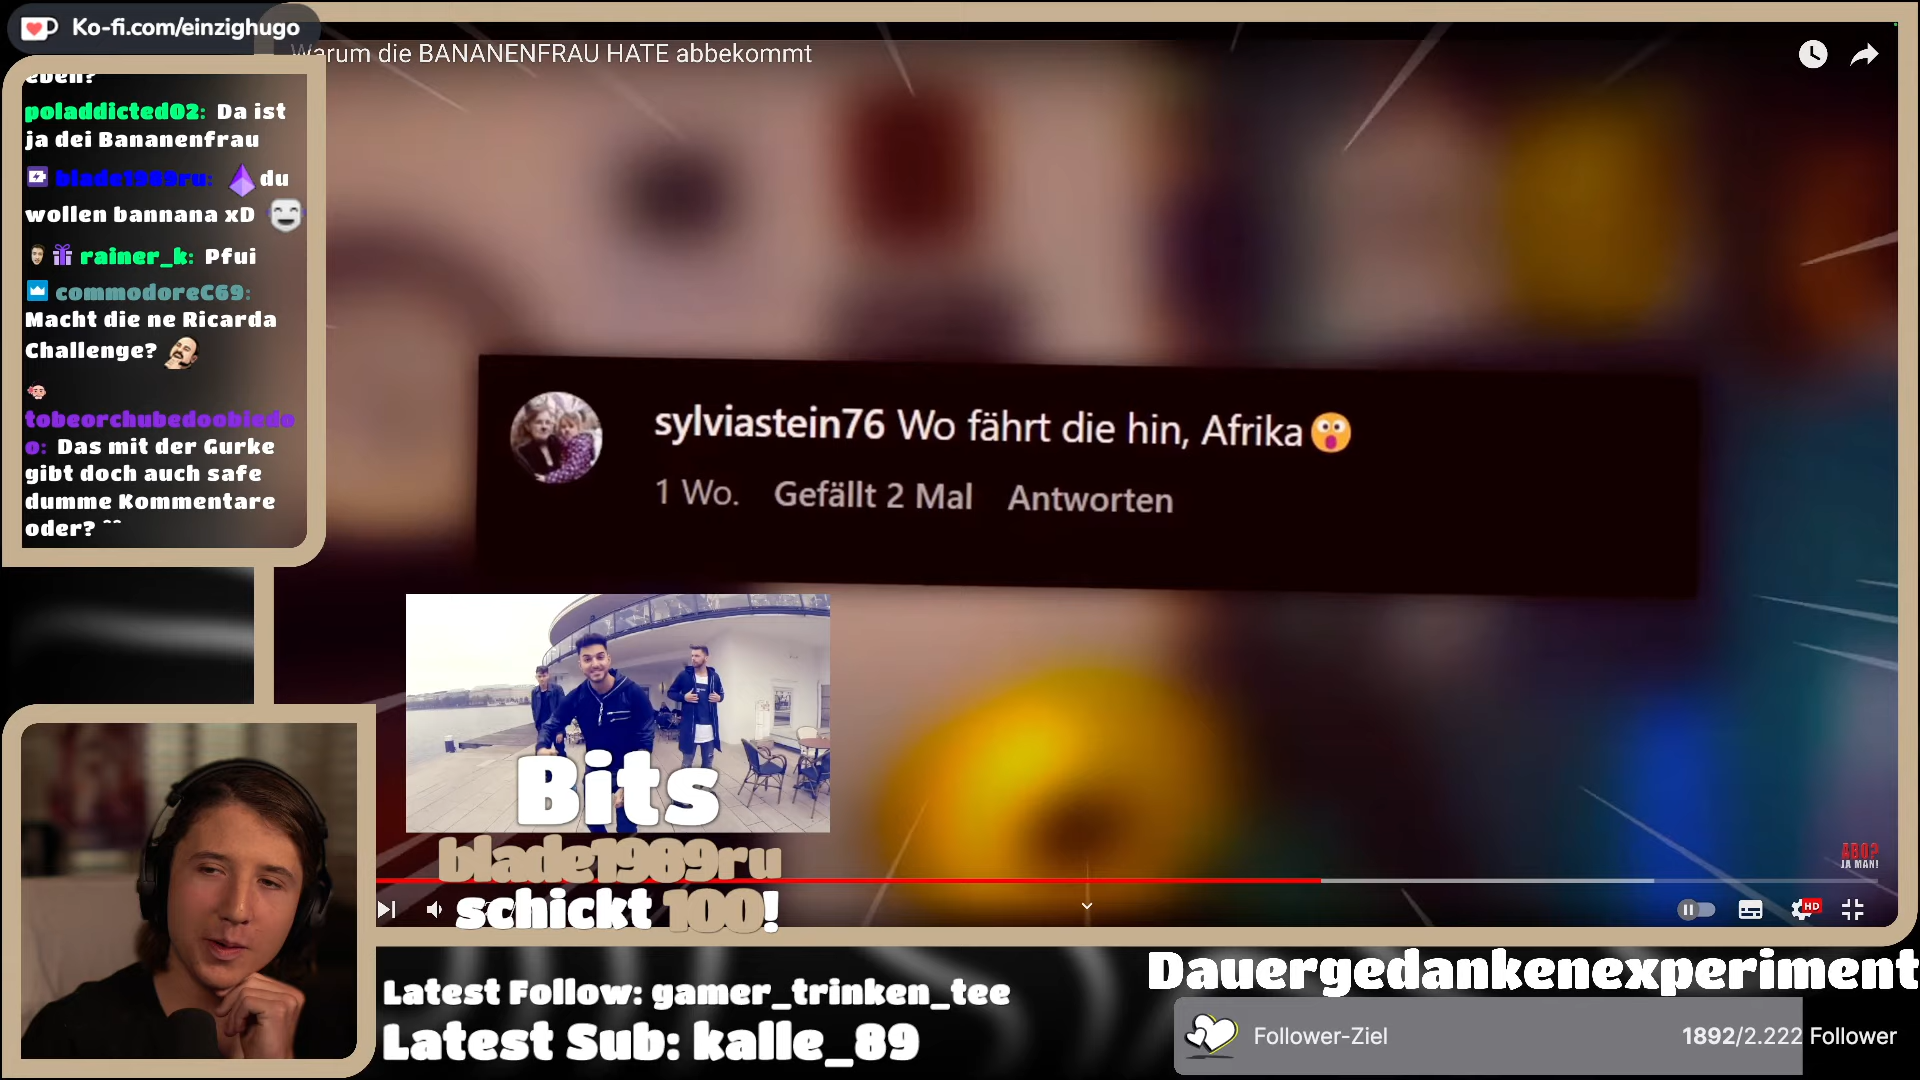 Ko-fi.com/einzighugo
Warum die BANANENFRAU HATE abbekommt
eben?
poladdicted02: Da ist
ja dei Bananenfrau
blade1989ru: du
wollen bannana xD
rainer_k: Pfui
commodoreC69:
Macht die ne Ricarda
Challenge?
tobeorchubedoobiedo
o: Das mit der Gurke
gibt doch auch safe
dumme Kommentare
oder? ^^
sylviastein76 Wo fährt die hin, Afrika😲
1 Wo. Gefällt 2 Mal Antworten
Bits
blade1989ru
schickt 100!
ABO?
JA MAN!
HD
Latest Follow: gamer_trinken_tee
Latest Sub: kalle_89
Dauergedankenexperiment
Follower-Ziel 1892/2.222 Follower